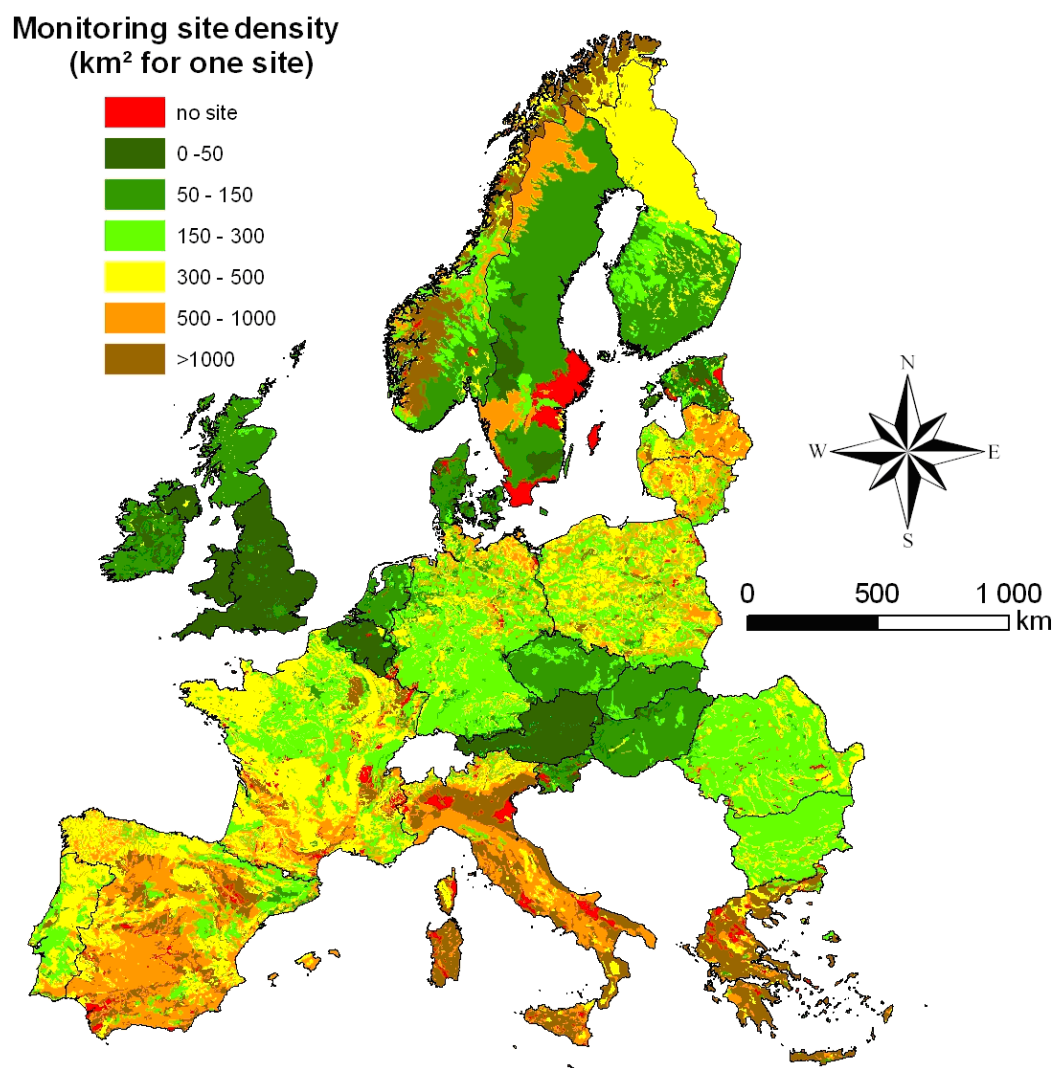 Monitoring site density
(km² for one site)
no site
0 -50
50 - 150
150 - 300
300 - 500
500 - 1000
>1000
N
W
E
S
0 500 1 000
km